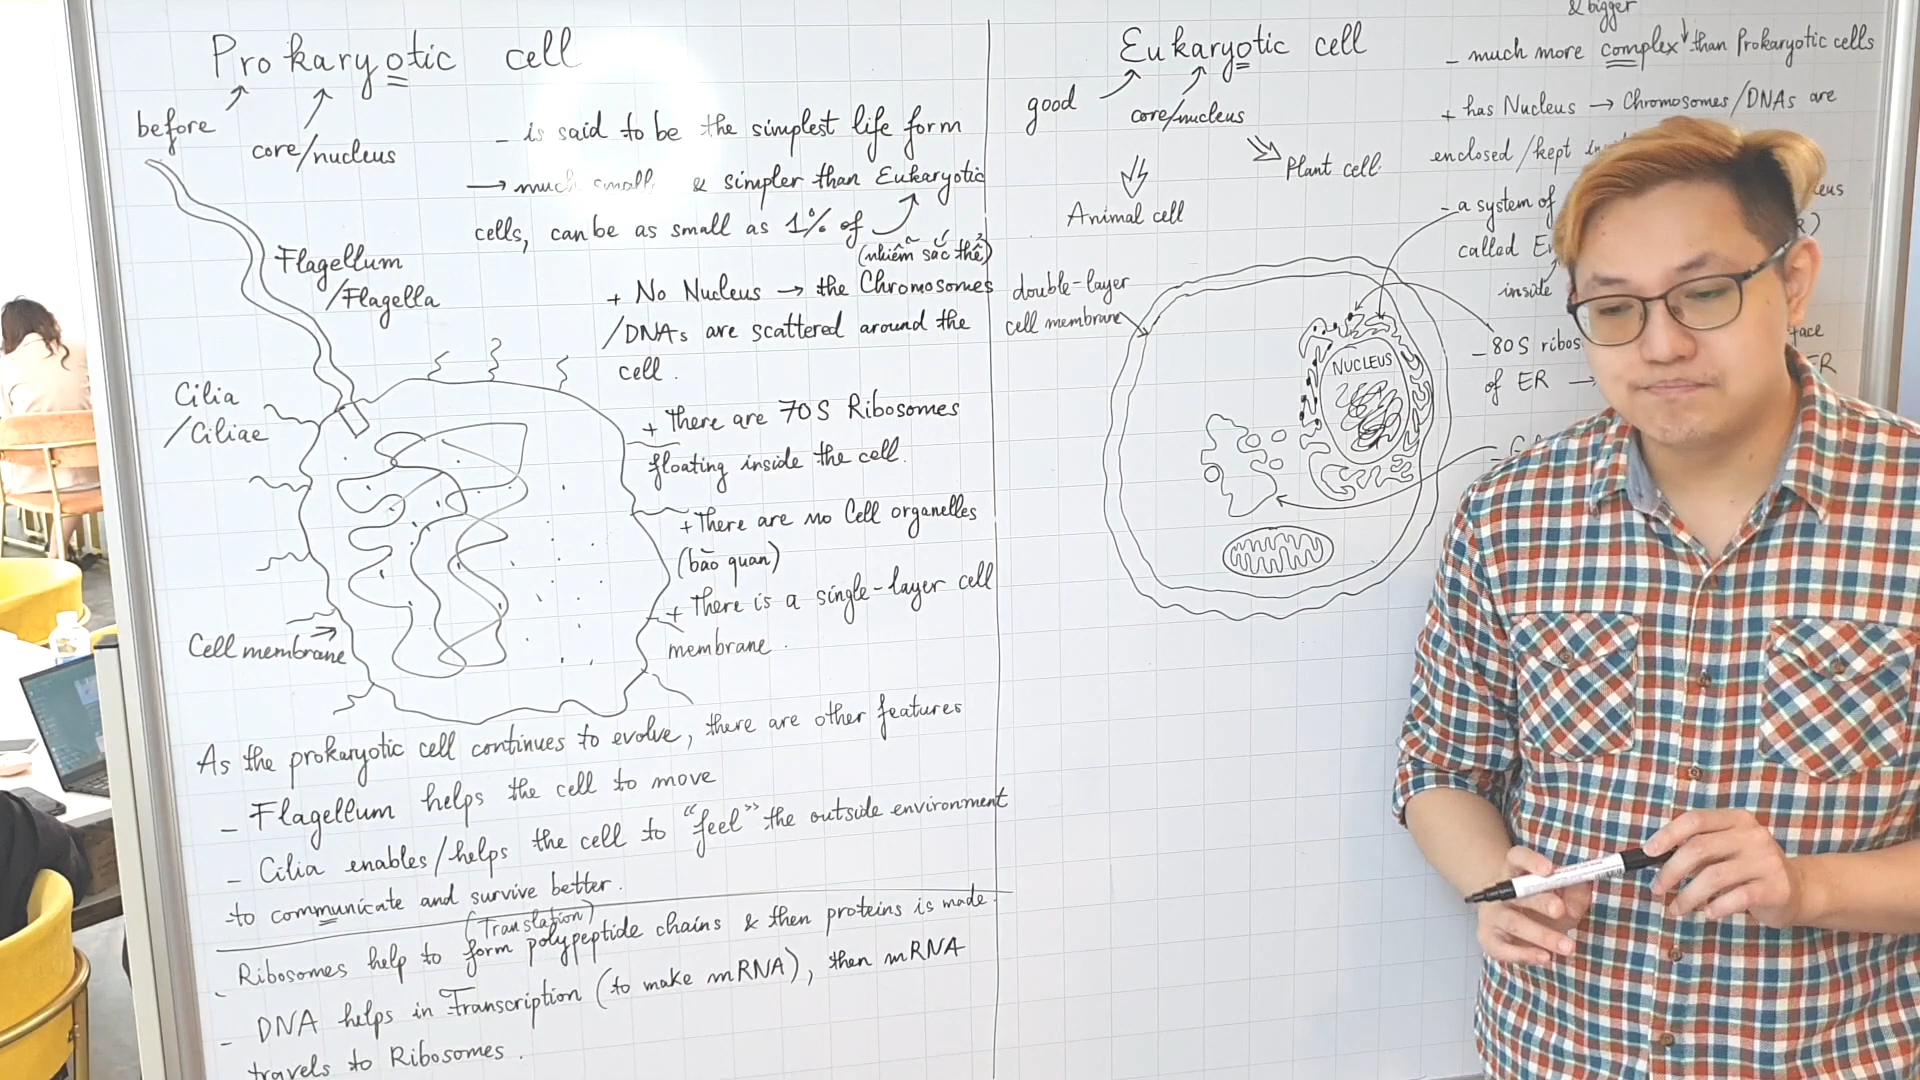 Prokaryotic cell
before
core/nucleus
_ is said to be the simplest life form
→ much small & simpler than Eukaryotic
cells, can be as small as 1% of
(nhiễm sắc thể)
+ No Nucleus → the Chromosomes
/DNAs are scattered around the
cell.
+ There are 70S Ribosomes
floating inside the cell.
+ There are no Cell organelles
(bào quan)
+ There is a single-layer cell
membrane.
Flagellum
/Flagella
Cilia
/Ciliae
Cell membrane
As the prokaryotic cell continues to evolve, there are other features
_ Flagellum helps the cell to move
_ Cilia enables/helps the cell to "feel" the outside environment
to communicate and survive better.
(Translation)
_ Ribosomes help to form polypeptide chains & then proteins is made.
_ DNA helps in Transcription (to make mRNA), then mRNA
travels to Ribosomes.
Eukaryotic cell
good
core/nucleus
Animal cell
Plant cell
double-layer
cell membrane
NUCLEUS
& bigger
_ much more complex than Prokaryotic cells
+ has Nucleus → Chromosomes/DNAs are
enclosed/kept
- a system of
called
inside
_ 80S
of ER →
ER